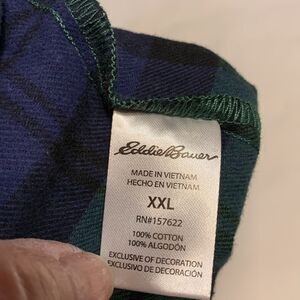 Eddie Bauer
MADE IN VIETNAM
HECHO EN VIETNAM
XXL
RN#157622
100% COTTON
100% ALGODÓN
EXCLUSIVE OF DECORATION
EXCLUSIVO DE DECORACIÓN